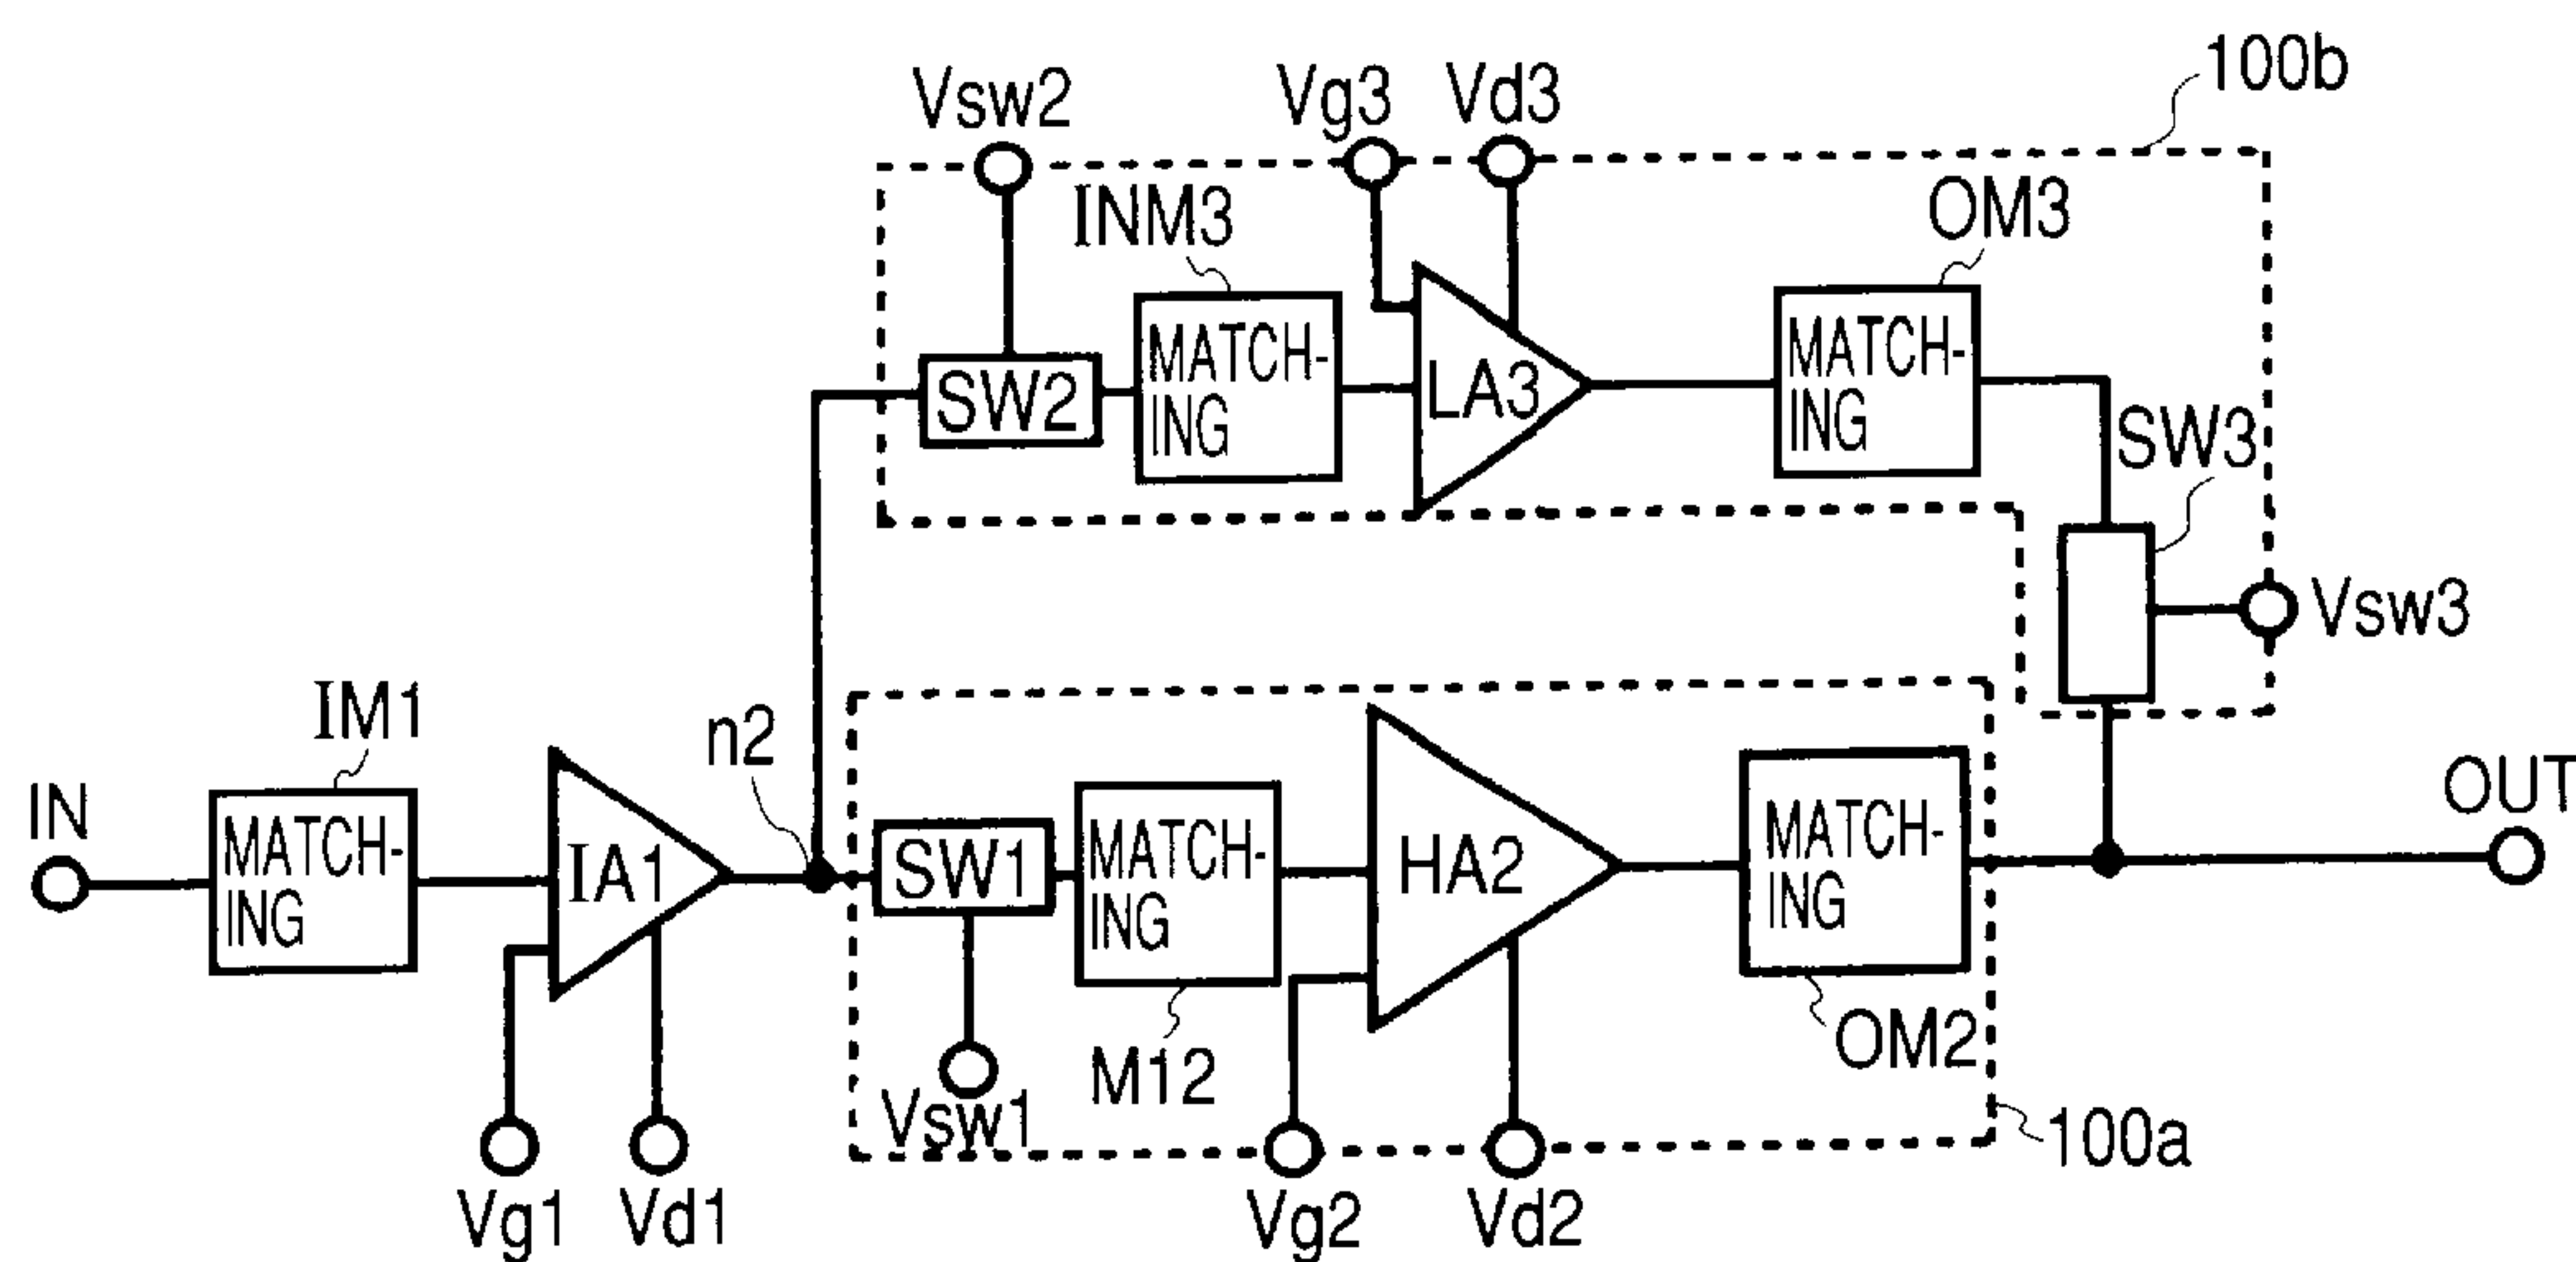 100b
Vsw2
Vg3
Vd3
INM3
OM3
MATCH-
ING
MATCH-
ING
SW2
LA3
SW3
Vsw3
IM1
n2
IN
OUT
MATCH-
ING
IA1
SW1
MATCH-
ING
HA2
MATCH-
ING
M12
OM2
Vsw1
100a
Vg1
Vd1
Vg2
Vd2